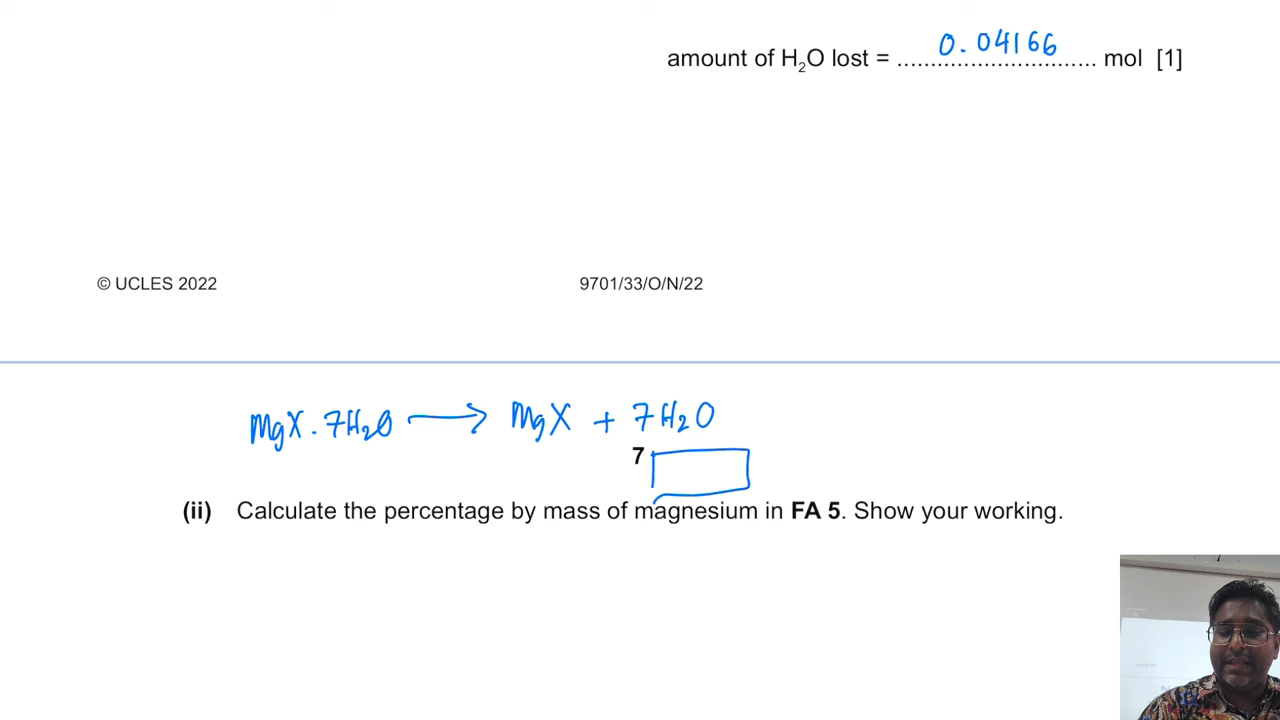 0.04166
amount of H₂O lost = .............................. mol [1]
© UCLES 2022
9701/33/O/N/22
MgX . 7H₂O ⟶ MgX + 7H₂O
7
(ii) Calculate the percentage by mass of magnesium in FA 5. Show your working.